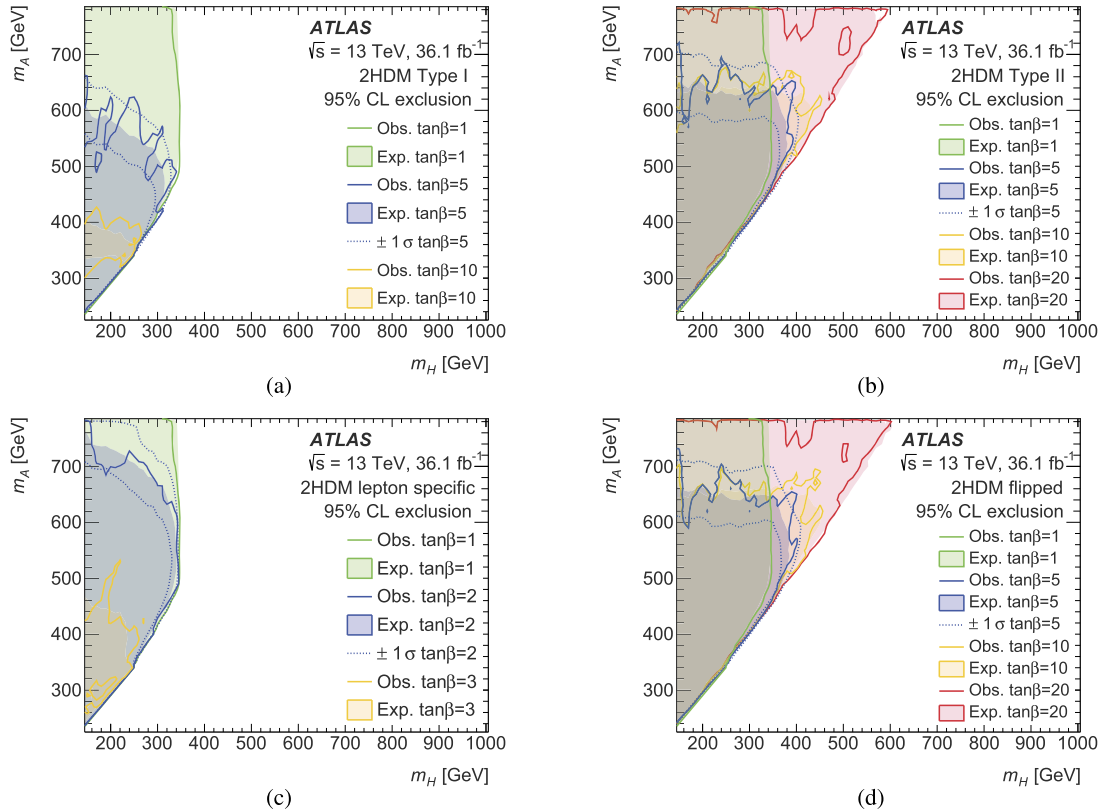 ATLAS
√s = 13 TeV, 36.1 fb⁻¹
2HDM Type I
95% CL exclusion
Obs. tanβ=1
Exp. tanβ=1
Obs. tanβ=5
Exp. tanβ=5
± 1 σ tanβ=5
Obs. tanβ=10
Exp. tanβ=10
m_A [GeV]
700
600
500
400
300
200 300 400 500 600 700 800 900 1000
m_H [GeV]
(a)
ATLAS
√s = 13 TeV, 36.1 fb⁻¹
2HDM Type II
95% CL exclusion
Obs. tanβ=1
Exp. tanβ=1
Obs. tanβ=5
Exp. tanβ=5
± 1 σ tanβ=5
Obs. tanβ=10
Exp. tanβ=10
Obs. tanβ=20
Exp. tanβ=20
m_A [GeV]
700
600
500
400
300
200 300 400 500 600 700 800 900 1000
m_H [GeV]
(b)
ATLAS
√s = 13 TeV, 36.1 fb⁻¹
2HDM lepton specific
95% CL exclusion
Obs. tanβ=1
Exp. tanβ=1
Obs. tanβ=2
Exp. tanβ=2
± 1 σ tanβ=2
Obs. tanβ=3
Exp. tanβ=3
m_A [GeV]
700
600
500
400
300
200 300 400 500 600 700 800 900 1000
m_H [GeV]
(c)
ATLAS
√s = 13 TeV, 36.1 fb⁻¹
2HDM flipped
95% CL exclusion
Obs. tanβ=1
Exp. tanβ=1
Obs. tanβ=5
Exp. tanβ=5
± 1 σ tanβ=5
Obs. tanβ=10
Exp. tanβ=10
Obs. tanβ=20
Exp. tanβ=20
m_A [GeV]
700
600
500
400
300
200 300 400 500 600 700 800 900 1000
m_H [GeV]
(d)